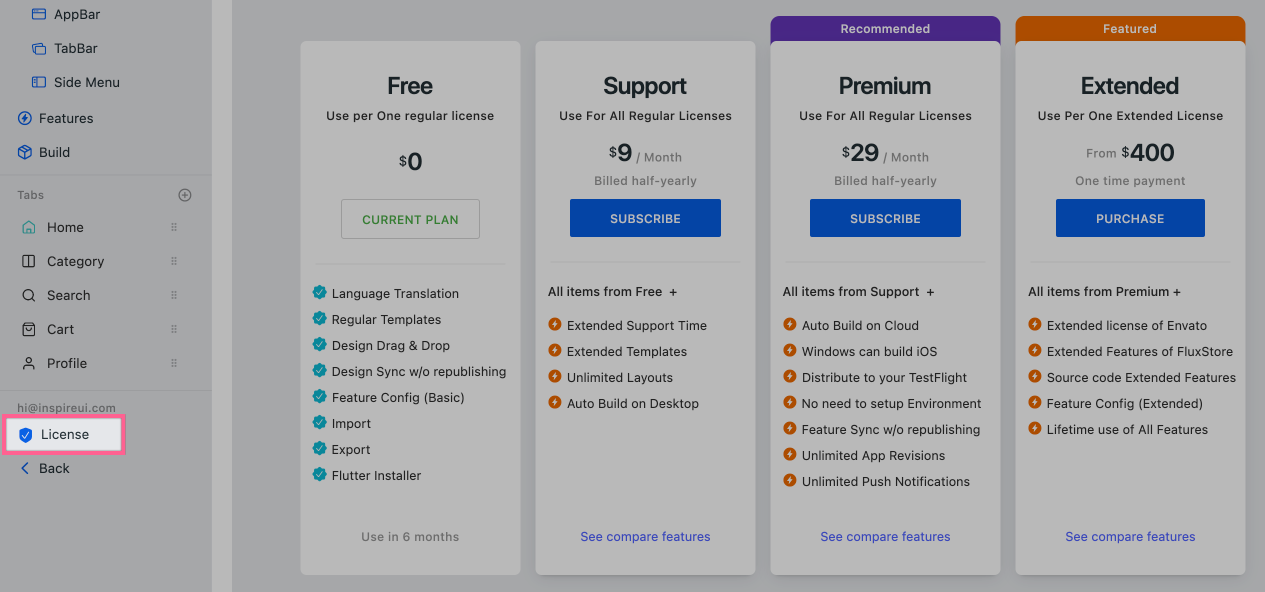 AppBar
TabBar
Side Menu
Features
Build
Tabs
Home
Category
Search
Cart
Profile
hi@inspireui.com
License
Back
Free
Use per One regular license
$0
CURRENT PLAN
Language Translation
Regular Templates
Design Drag & Drop
Design Sync w/o republishing
Feature Config (Basic)
Import
Export
Flutter Installer
Use in 6 months
Support
Use For All Regular Licenses
$9 / Month
Billed half-yearly
SUBSCRIBE
All items from Free +
Extended Support Time
Extended Templates
Unlimited Layouts
Auto Build on Desktop
See compare features
Recommended
Premium
Use For All Regular Licenses
$29 / Month
Billed half-yearly
SUBSCRIBE
All items from Support +
Auto Build on Cloud
Windows can build iOS
Distribute to your TestFlight
No need to setup Environment
Feature Sync w/o republishing
Unlimited App Revisions
Unlimited Push Notifications
See compare features
Featured
Extended
Use Per One Extended License
From $400
One time payment
PURCHASE
All items from Premium +
Extended license of Envato
Extended Features of FluxStore
Source code Extended Features
Feature Config (Extended)
Lifetime use of All Features
See compare features